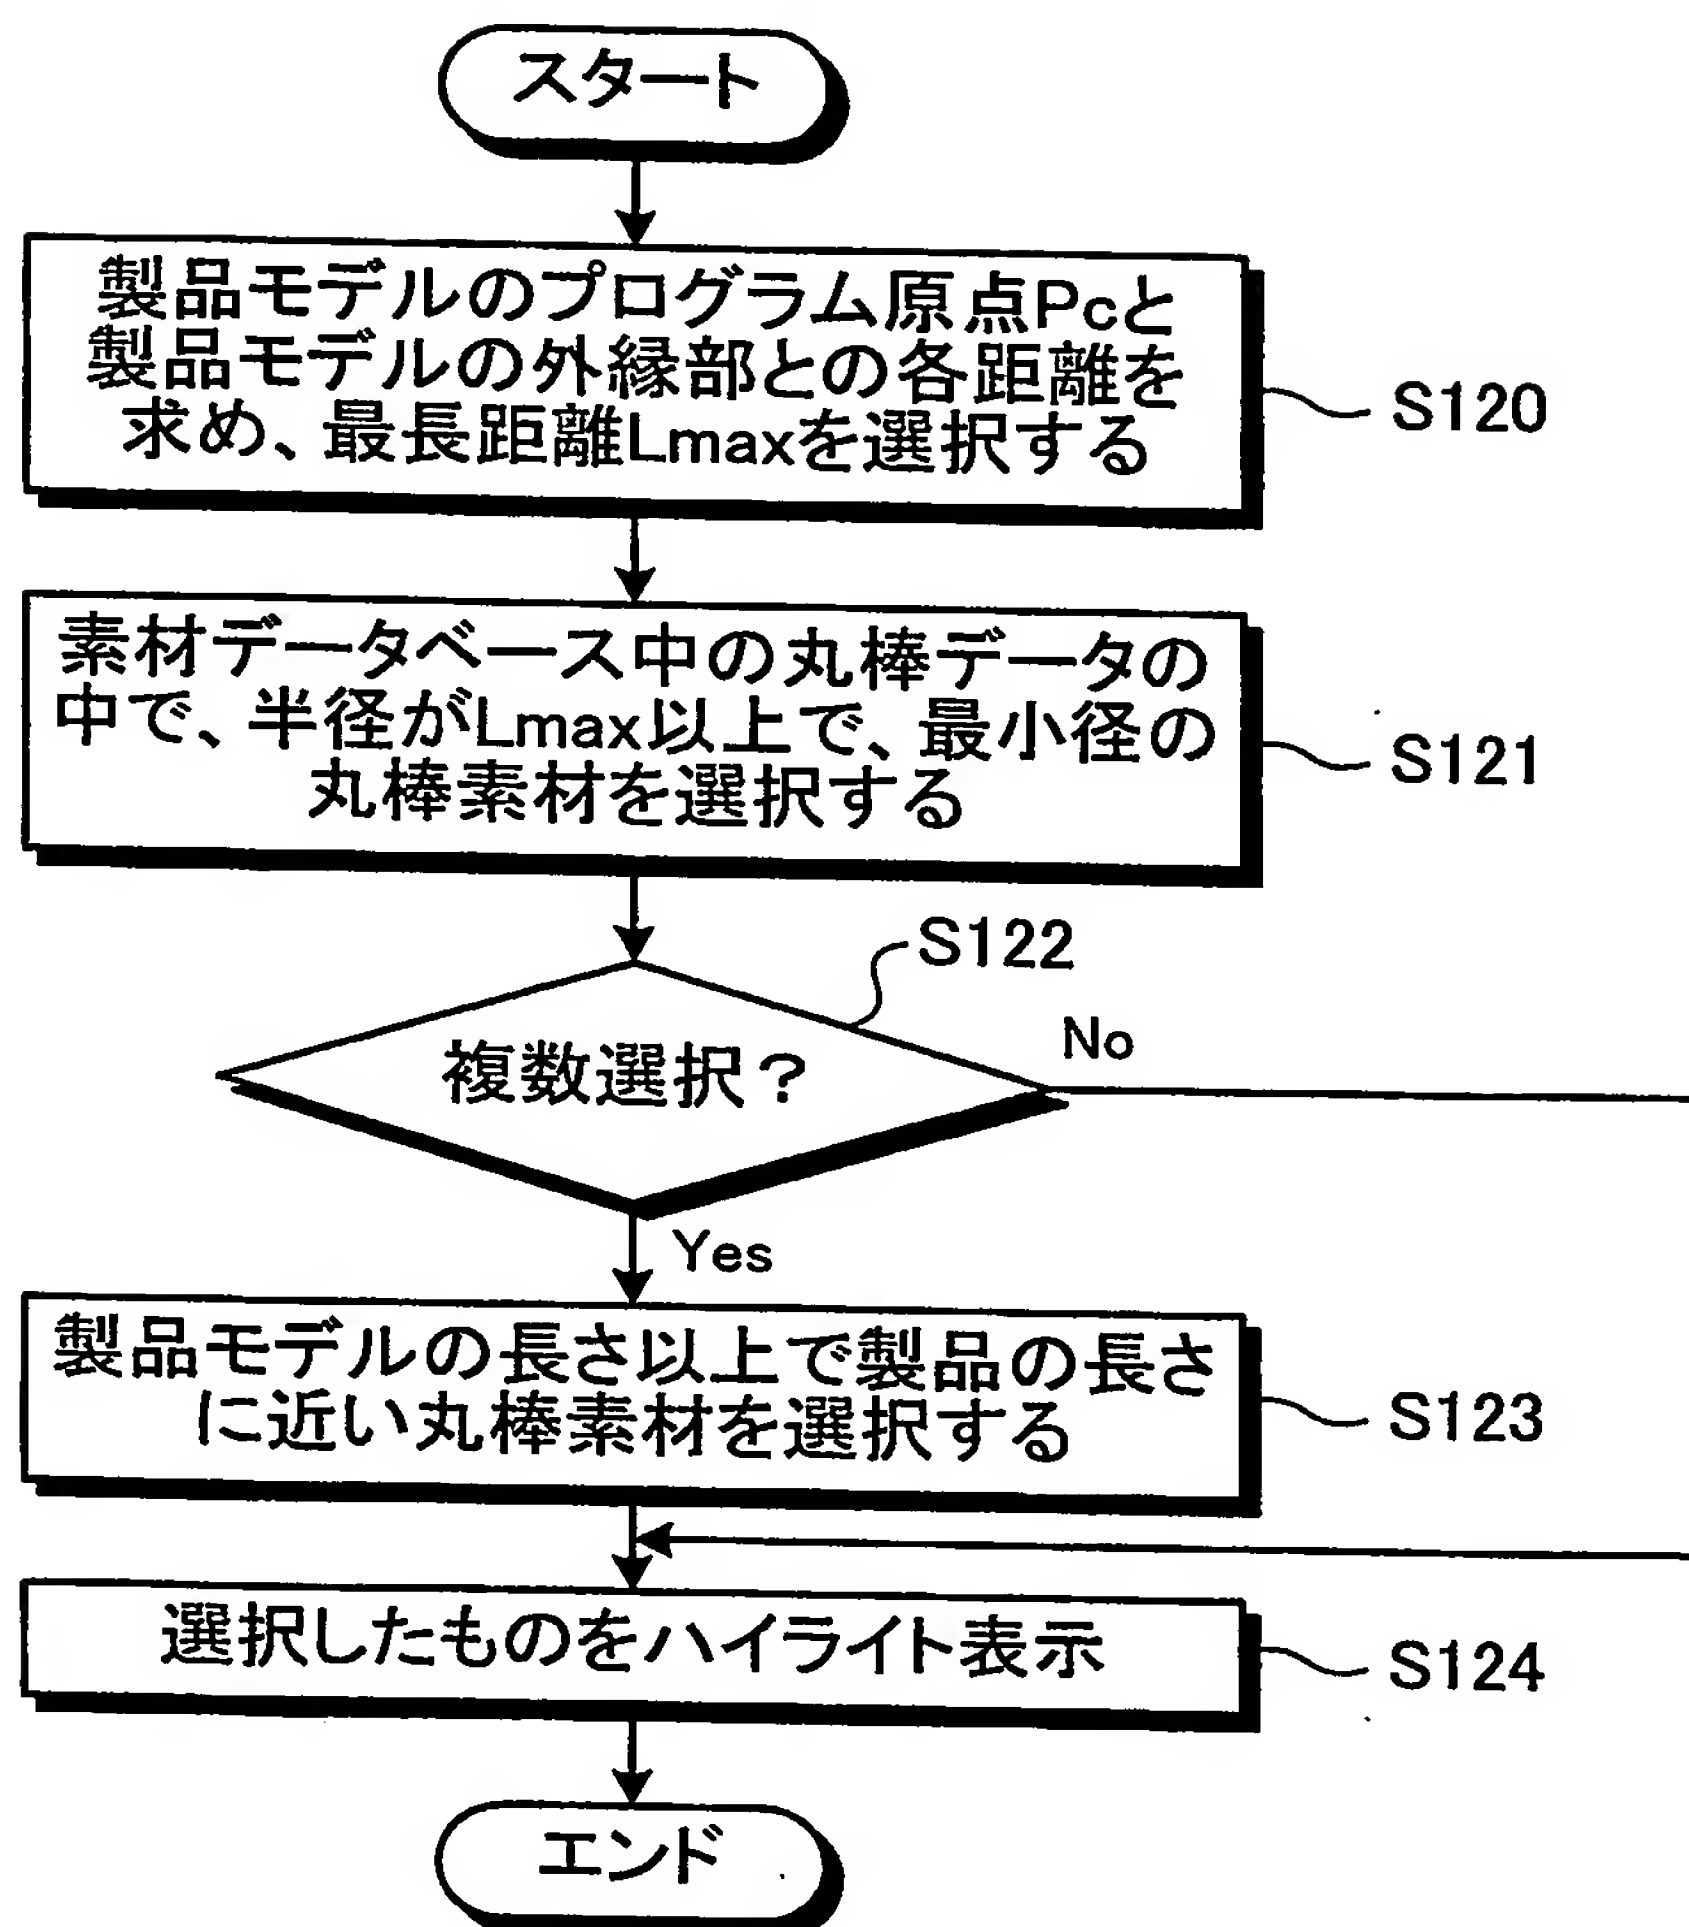 スタート
製品モデルのプログラム原点Pcと
製品モデルの外縁部との各距離を
求め、最長距離Lmaxを選択する
S120
素材データベース中の丸棒データの
中で、半径がLmax以上で、最小径の
丸棒素材を選択する
S121
S122
複数選択？
No
Yes
製品モデルの長さ以上で製品の長さ
に近い丸棒素材を選択する
S123
選択したものをハイライト表示
S124
エンド